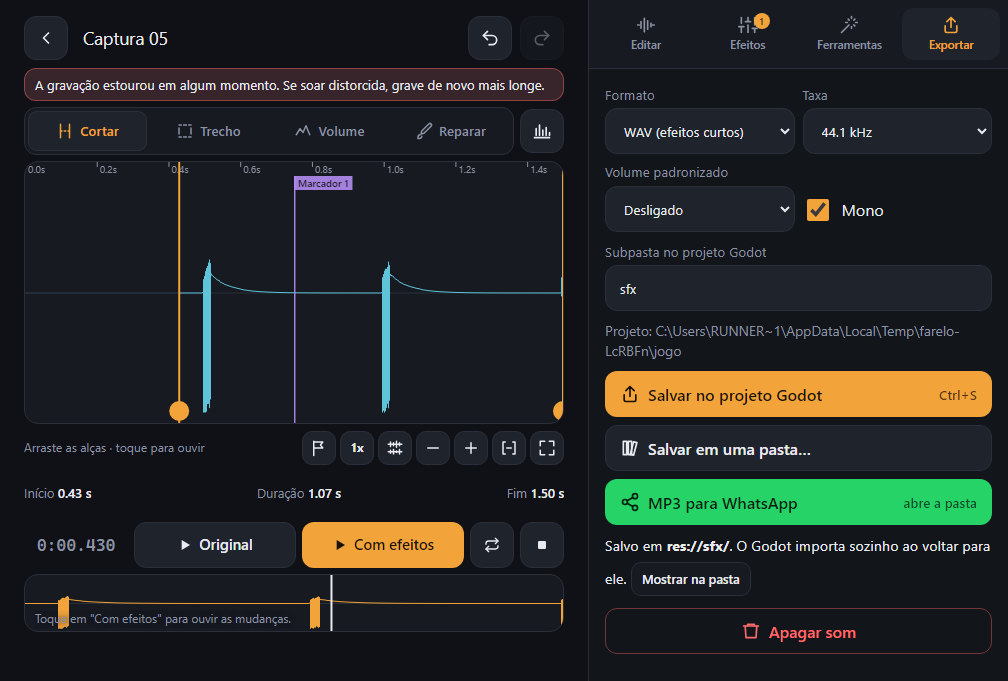 Captura 05
A gravação estourou em algum momento. Se soar distorcida, grave de novo mais longe.
Cortar
Trecho
Volume
Reparar
0.0s 0.2s 0.4s 0.6s 0.8s 1.0s 1.2s 1.4s
Marcador 1
Arraste as alças · toque para ouvir
1x
Início 0.43 s
Duração 1.07 s
Fim 1.50 s
0:00.430
Original
Com efeitos
Toque em "Com efeitos" para ouvir as mudanças.
Editar
Efeitos
1
Ferramentas
Exportar
Formato
Taxa
WAV (efeitos curtos)
44.1 kHz
Volume padronizado
Desligado
Mono
Subpasta no projeto Godot
sfx
Projeto: C:\Users\RUNNER~1\AppData\Local\Temp\farelo-
LcRBFn\jogo
Salvar no projeto Godot Ctrl+S
Salvar em uma pasta...
MP3 para WhatsApp abre a pasta
Salvo em res://sfx/. O Godot importa sozinho ao voltar para
ele. Mostrar na pasta
Apagar som